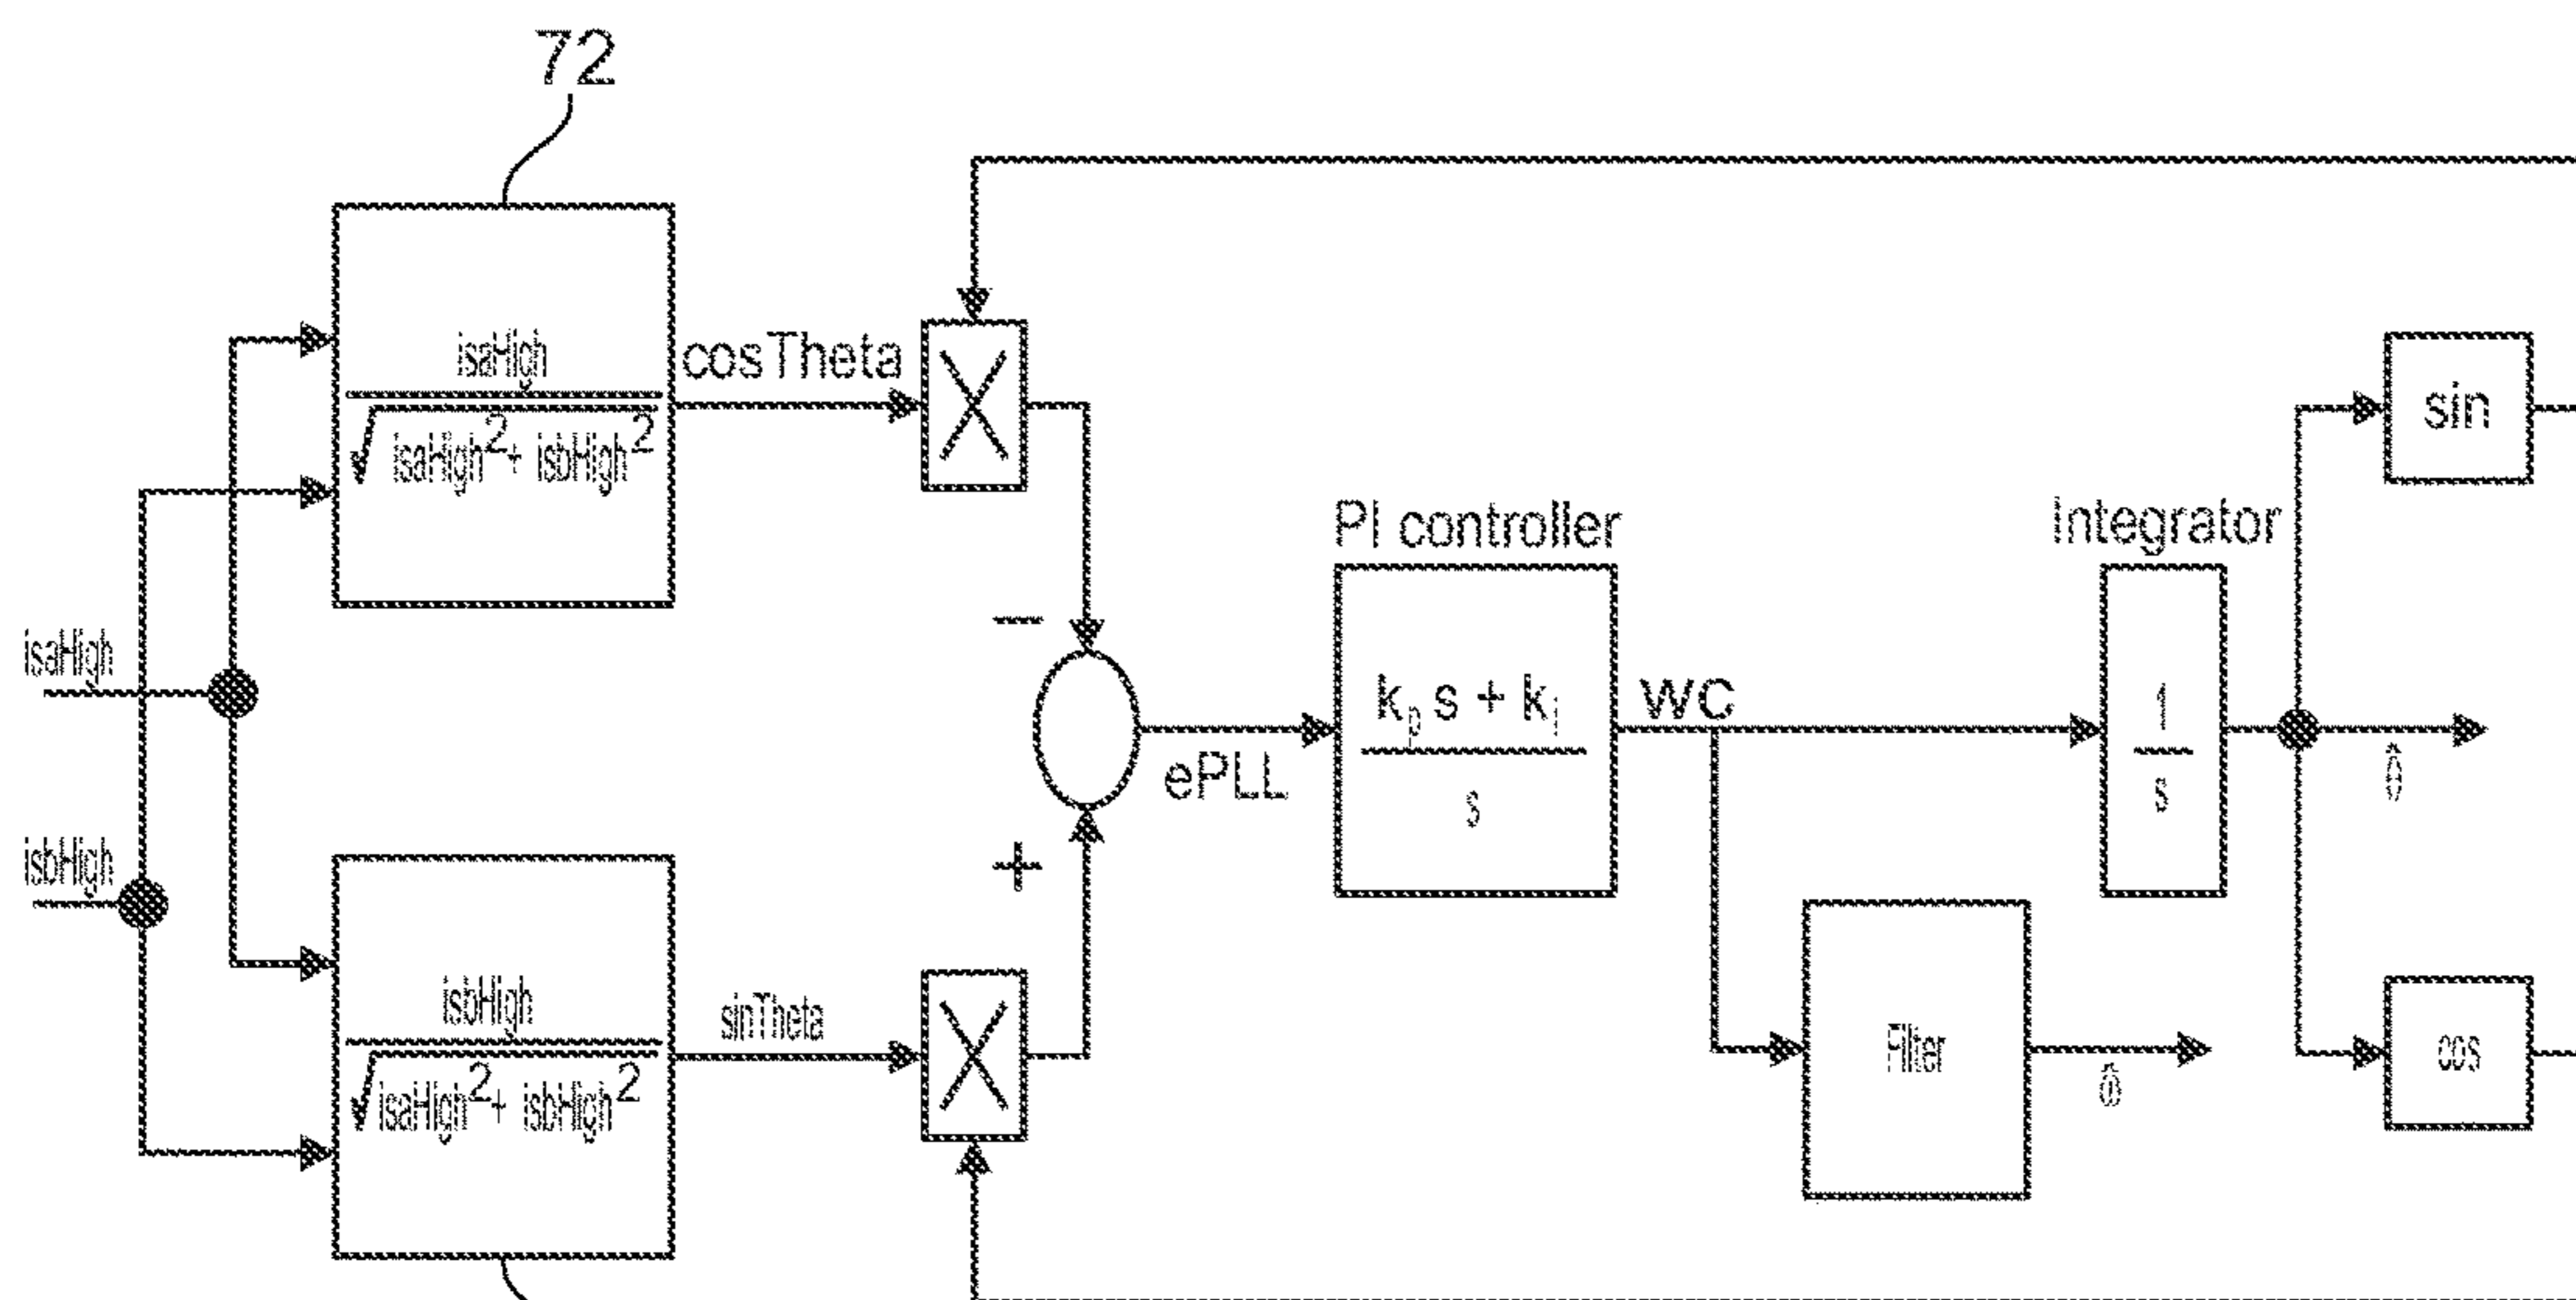 72
isaHigh
√isaHigh² + isbHigh²
cosTheta
X
sin
PI controller
Integrator
isaHigh
−
kₚ s + kᵢ
s
WC
1
s
ePLL
θ̂
isbHigh
+
isbHigh
√isaHigh² + isbHigh²
sinTheta
X
Filter
ω̂
cos